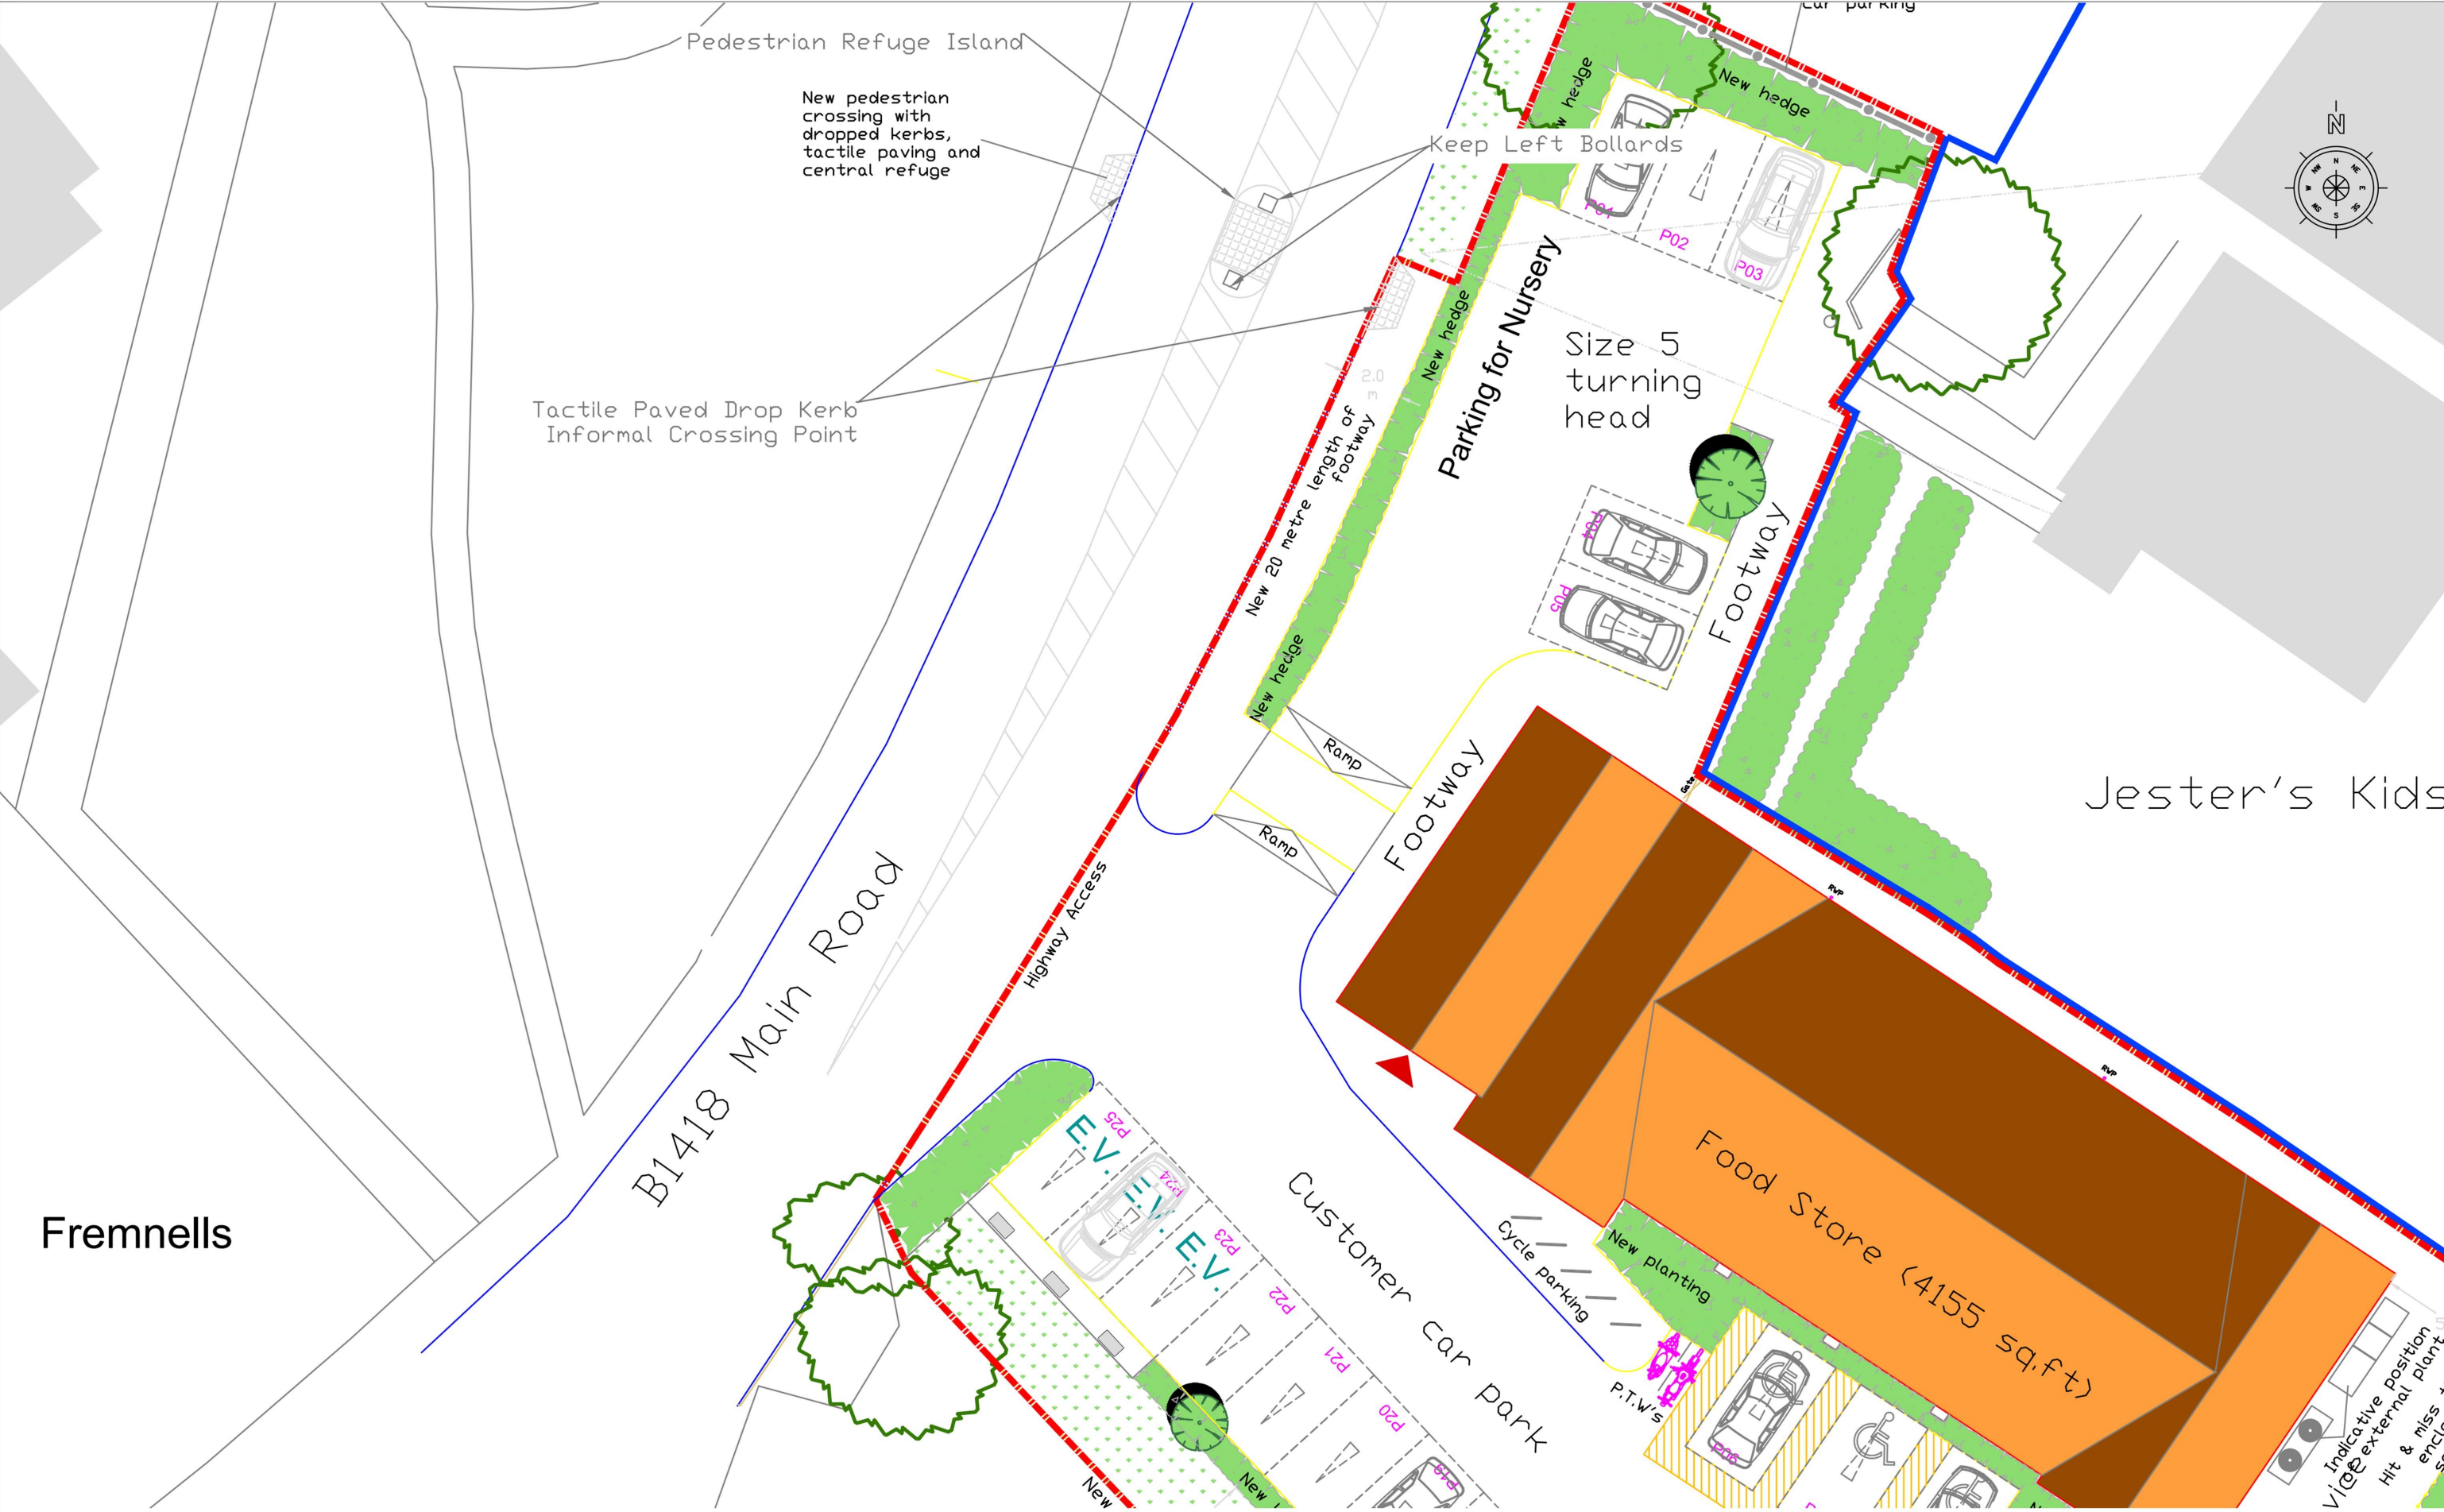 Car parking
Pedestrian Refuge Island
New pedestrian
crossing with
dropped kerbs,
tactile paving and
central refuge
Keep Left Bollards
New hedge
New hedge
N
N
NE
E
SE
S
SW
W
NW
P01
P02
P03
Parking for Nursery
Size 5
turning
head
New hedge
2.0
m
Tactile Paved Drop Kerb
Informal Crossing Point
New 20 metre length of
footway
P04
P05
Footway
New hedge
Ramp
Ramp
Footway
Gate
Jester's Kids
RWP
RWP
Highway Access
B1418 Main Road
Fremnells
P25
E.V.
P24
E.V.
P23
E.V.
P22
P21
P20
P19
Customer
car park
Cycle parking
New planting
P.T.W's
P06
Food Store (4155 sq.ft)
Indicative position
external plant
Hit & miss
New
New